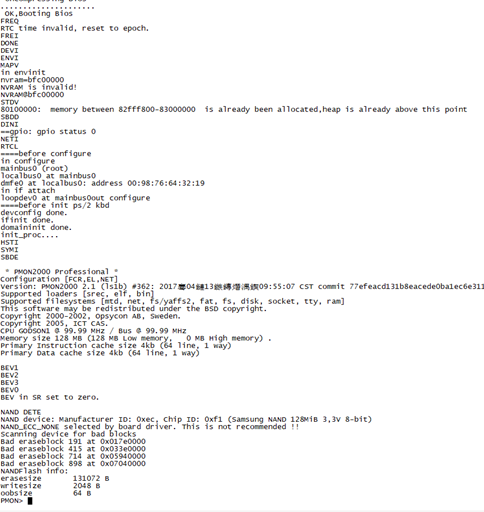 OK,Booting Bios
FREQ
RTC time invalid, reset to epoch.
FREI
DONE
DEVI
ENVI
MAPV
in envinit
nvram=bfc00000
NVRAM is invalid!
NVRAM@bfc00000
STDV
80100000:  memory between 82fff800-83000000  is already been allocated,heap is already above this point
SBDD
DINI
==gpio: gpio status 0
NETI
RTCL
====before configure
in configure
mainbus0 (root)
localbus0 at mainbus0
dmfe0 at localbus0: address 00:98:76:64:32:19
in if attach
loopdev0 at mainbus0out configure
====before init ps/2 kbd
devconfig done.
ifinit done.
domaininit done.
init_proc....
HSTI
SYMI
SBDE
* PMON2000 Professional *
Configuration [FCR,EL,NET]
Version: PMON2000 2.1 (ls1b) #362: 2017 04 13 09:55:07 CST commit 77efeacd131b8eacede0ba1ec6e311
Supported loaders [srec, elf, bin]
Supported filesystems [mtd, net, fs/yaffs2, fat, fs, disk, socket, tty, ram]
This software may be redistributed under the BSD copyright.
Copyright 2000-2002, Opsycon AB, Sweden.
Copyright 2005, ICT CAS.
CPU GODSON1 @ 99.99 MHz / Bus @ 99.99 MHz
Memory size 128 MB (128 MB Low memory,   0 MB High memory) .
Primary Instruction cache size 4kb (64 line, 1 way)
Primary Data cache size 4kb (64 line, 1 way)
BEV1
BEV2
BEV3
BEV0
BEV in SR set to zero.
NAND DETE
NAND device: Manufacturer ID: 0xec, Chip ID: 0xf1 (Samsung NAND 128MiB 3,3V 8-bit)
NAND_ECC_NONE selected by board driver. This is not recommended !!
Scanning device for bad blocks
Bad eraseblock 191 at 0x017e0000
Bad eraseblock 415 at 0x033e0000
Bad eraseblock 714 at 0x05940000
Bad eraseblock 898 at 0x07040000
NANDFlash info:
erasesize       131072 B
writesize       2048 B
oobsize         64 B
PMON>